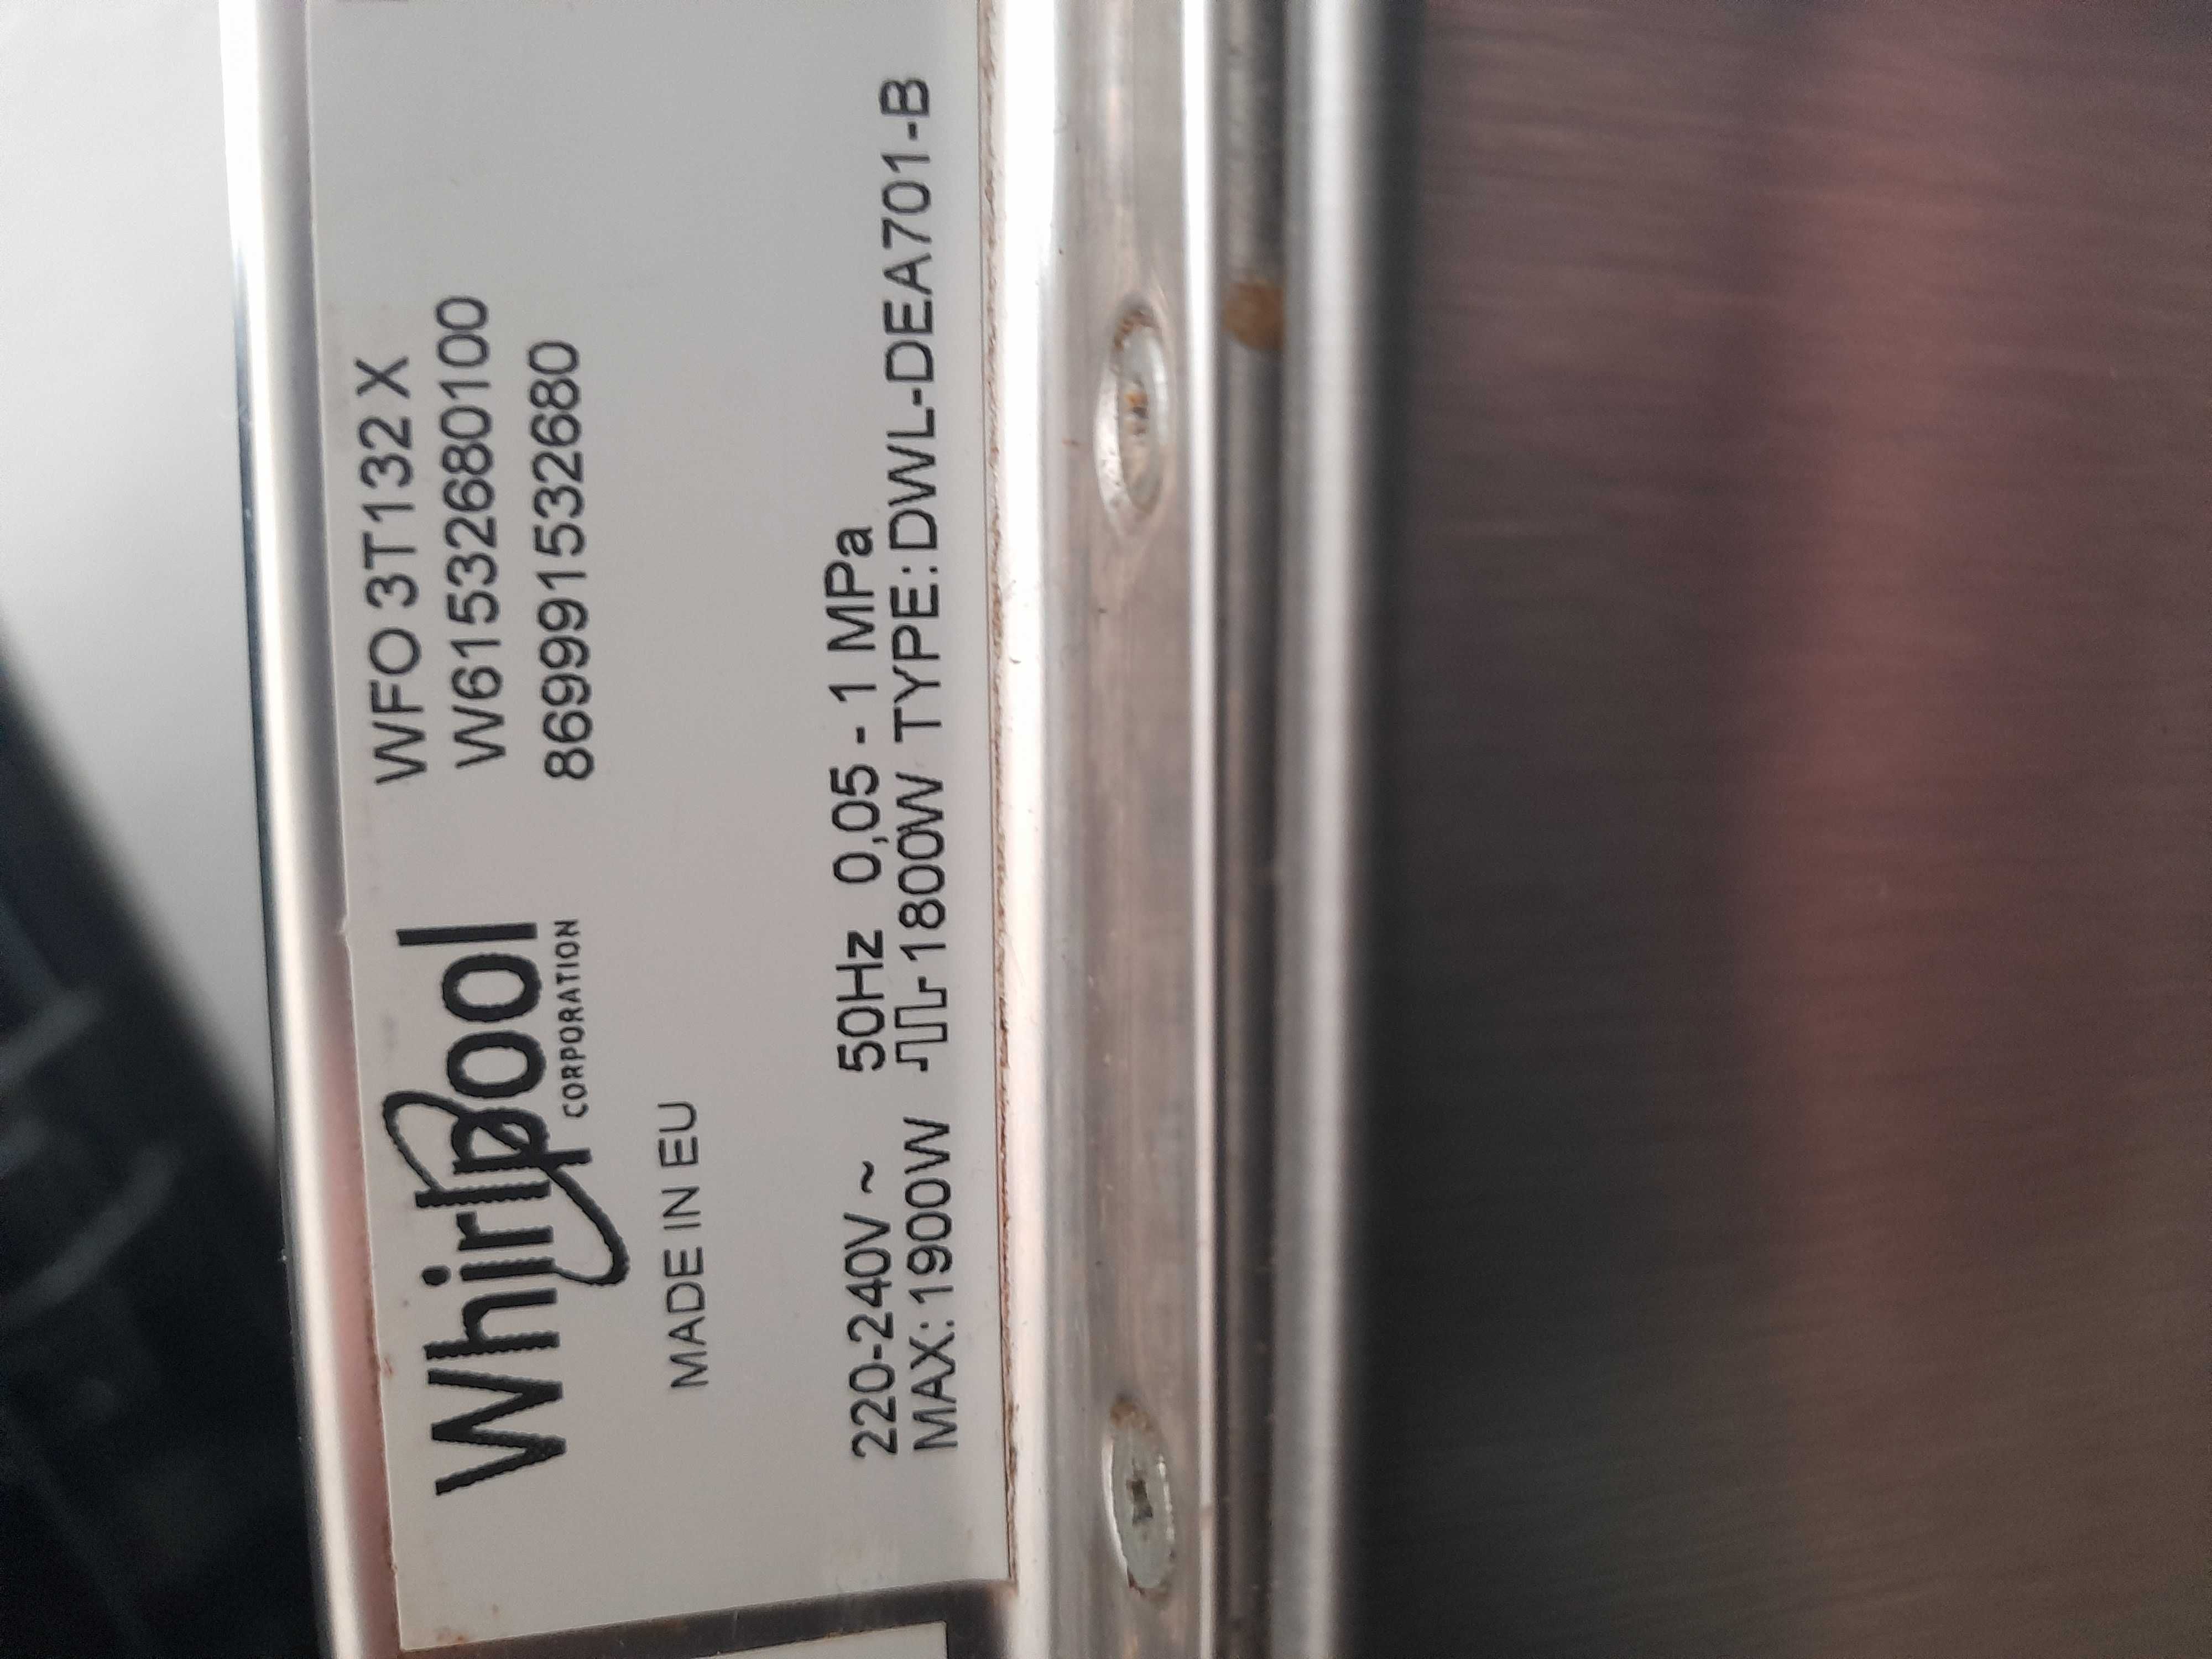 Whirlpool
CORPORATION
WFO 3T132 X
W61532680100
869991532680
MADE IN EU
220-240V ~ 50Hz 0,05 - 1 MPa
MAX:1900W 1800W TYPE:DWL-DEA701-B